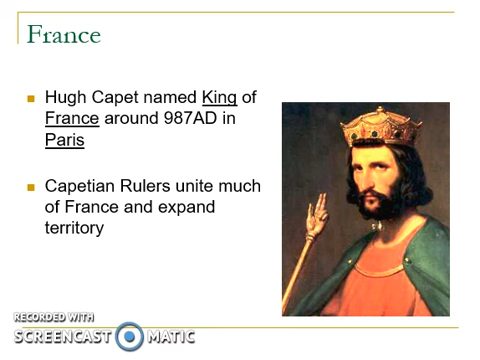 France
Hugh Capet named King of
France around 987AD in
Paris
Capetian Rulers unite much
of France and expand
territory
RECORDED WITH
SCREENCAST MATIC